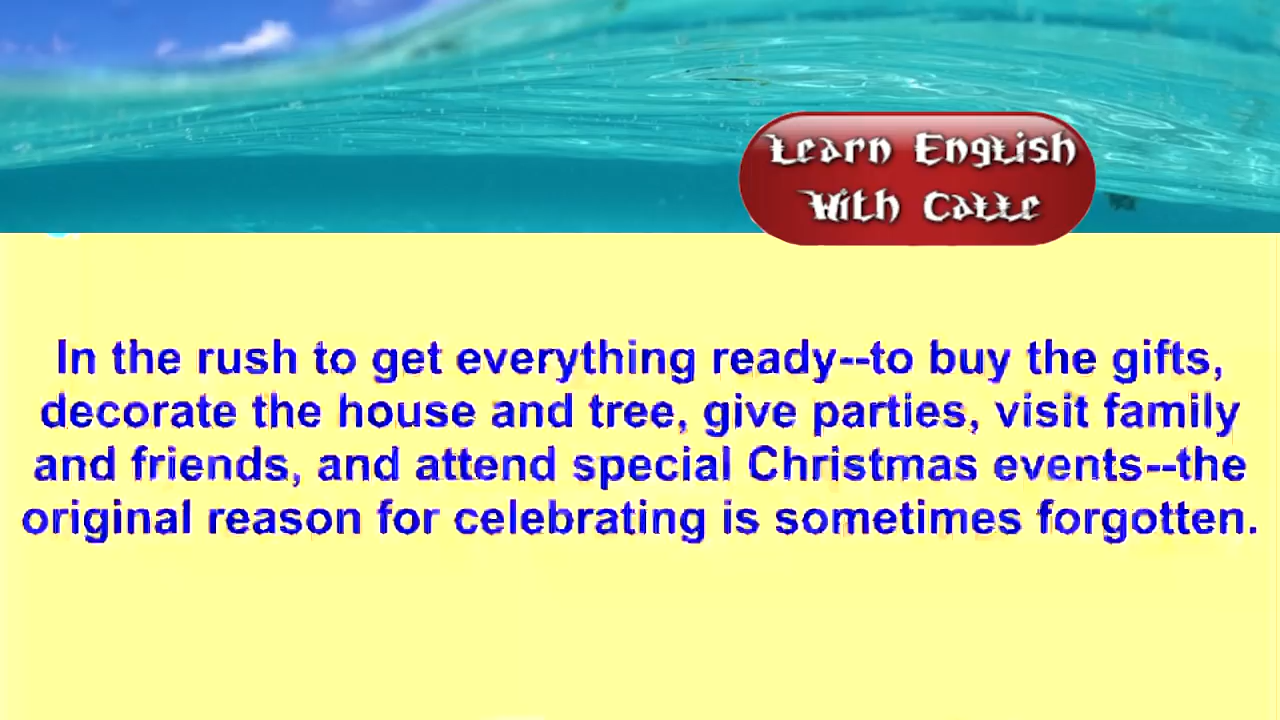 Learn English
With Catte
In the rush to get everything ready--to buy the gifts,
decorate the house and tree, give parties, visit family
and friends, and attend special Christmas events--the
original reason for celebrating is sometimes forgotten.